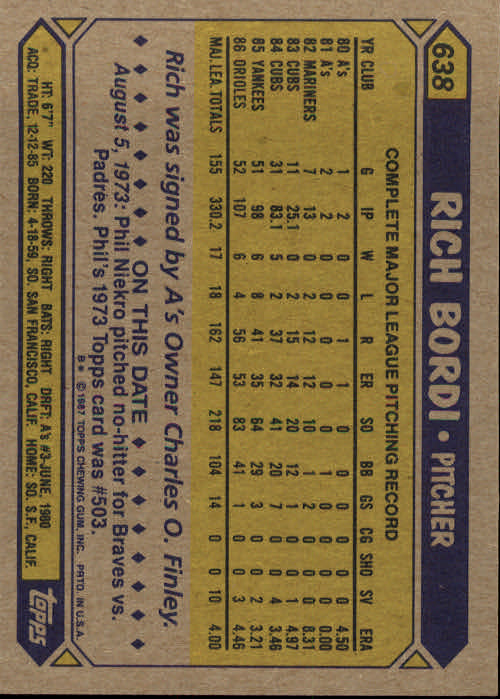 638 RICH BORDI • PITCHER
COMPLETE MAJOR LEAGUE PITCHING RECORD
YR CLUB G IP W L R ER SO BB GS CG SHO SV ERA
80 A's 1 2 0 0 1 1 0 0 0 0 0 0 4.50
81 A's 2 2 0 0 0 0 0 1 0 0 0 0 0.00
82 MARINERS 7 13 0 2 12 12 10 1 2 0 0 0 8.31
83 CUBS 11 25.1 0 2 15 14 20 12 1 0 0 1 4.97
84 CUBS 31 83.1 5 2 37 32 41 20 7 0 0 4 3.46
85 YANKEES 51 98 6 8 41 35 64 29 3 0 0 2 3.21
86 ORIOLES 52 107 6 4 56 53 83 41 1 0 0 3 4.46
MAJ.LEA.TOTALS 155 330.2 17 18 162 147 218 104 14 0 0 10 4.00
Rich was signed by A's Owner Charles O. Finley.
◆ ◆ ◆ ◆ ◆ ◆ ◆ ON THIS DATE ◆ ◆ ◆ ◆ ◆ ◆ ◆
August 5, 1973: Phil Niekro pitched no-hitter for Braves vs.
Padres. Phil's 1973 Topps card was #503.
B* © 1987 TOPPS CHEWING GUM, INC. PRTD. IN U.S.A.
HT: 6'7" WT: 220 THROWS: RIGHT BATS: RIGHT DRFT: A's #3-JUNE, 1980
ACQ: TRADE, 12-12-85 BORN: 4-18-59, SO. SAN FRANCISCO, CALIF. HOME: SO. S.F., CALIF.
topps